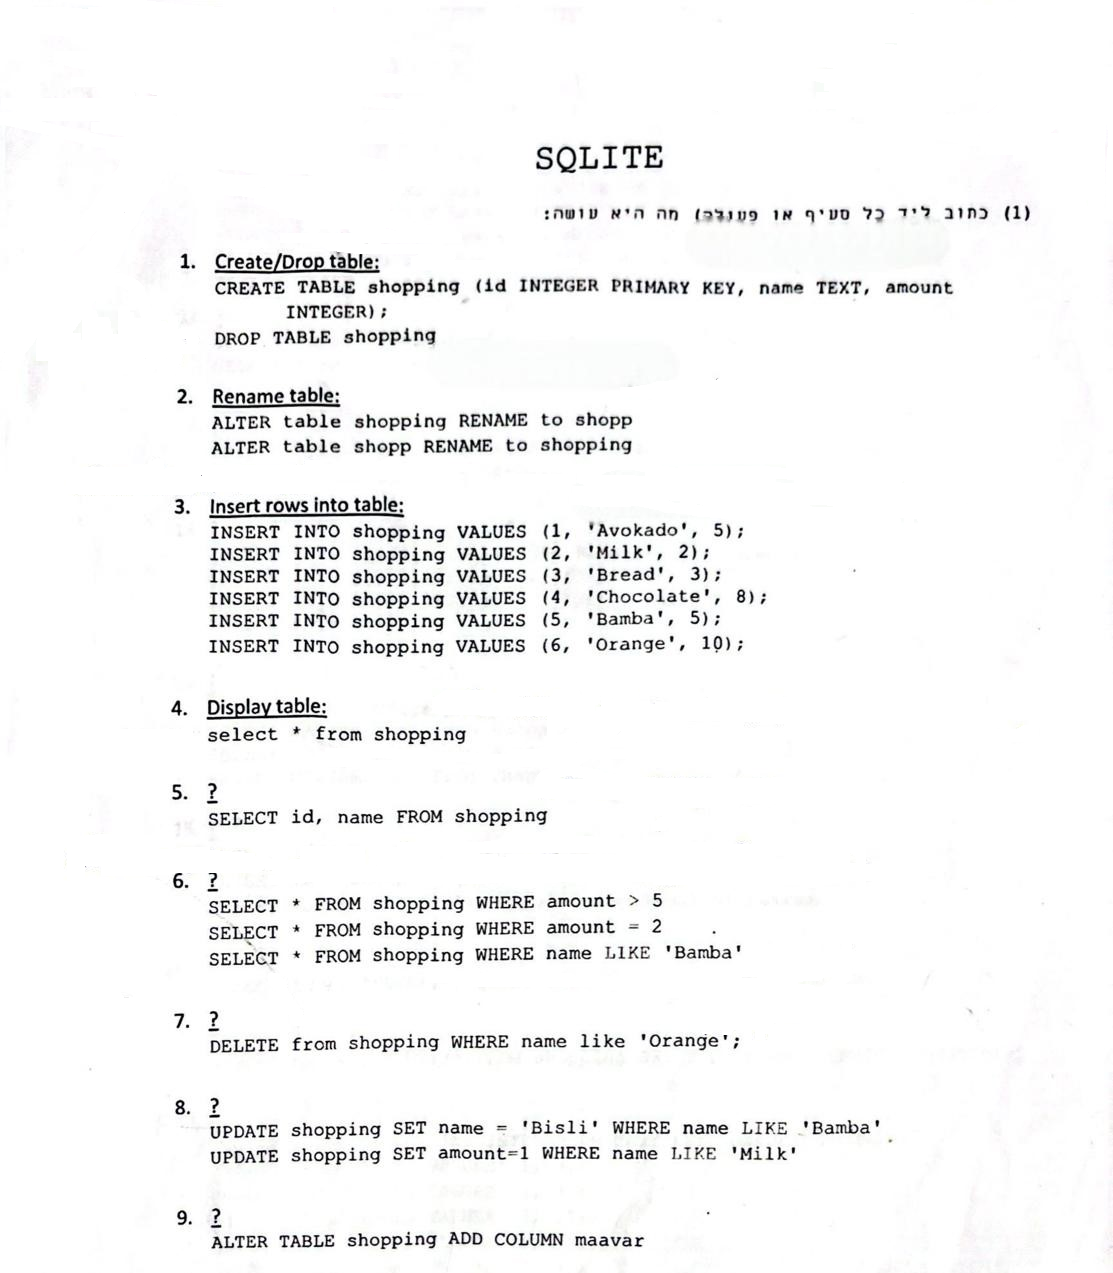 SQLITE
(1) כתוב ליד כל סעיף או פעולה) מה היא עושה:
1. Create/Drop table:
CREATE TABLE shopping (id INTEGER PRIMARY KEY, name TEXT, amount
INTEGER);
DROP TABLE shopping
2. Rename table:
ALTER table shopping RENAME to shopp
ALTER table shopp RENAME to shopping
3. Insert rows into table:
INSERT INTO shopping VALUES (1, 'Avokado', 5);
INSERT INTO shopping VALUES (2, 'Milk', 2);
INSERT INTO shopping VALUES (3, 'Bread', 3);
INSERT INTO shopping VALUES (4, 'Chocolate', 8);
INSERT INTO shopping VALUES (5, 'Bamba', 5);
INSERT INTO shopping VALUES (6, 'Orange', 10);
4. Display table:
select * from shopping
5. ?
SELECT id, name FROM shopping
6. ?
SELECT * FROM shopping WHERE amount > 5
SELECT * FROM shopping WHERE amount = 2
SELECT * FROM shopping WHERE name LIKE 'Bamba'
7. ?
DELETE from shopping WHERE name like 'Orange';
8. ?
UPDATE shopping SET name = 'Bisli' WHERE name LIKE 'Bamba'
UPDATE shopping SET amount=1 WHERE name LIKE 'Milk'
9. ?
ALTER TABLE shopping ADD COLUMN maavar